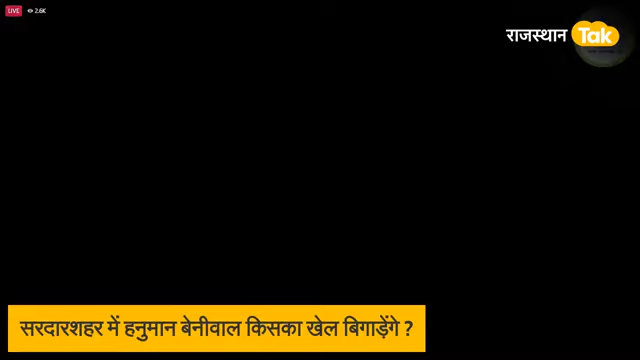 LIVE 2.6K
राजस्थान Tak
सरदारशहर में हनुमान बेनीवाल किसका खेल बिगाड़ेंगे ?